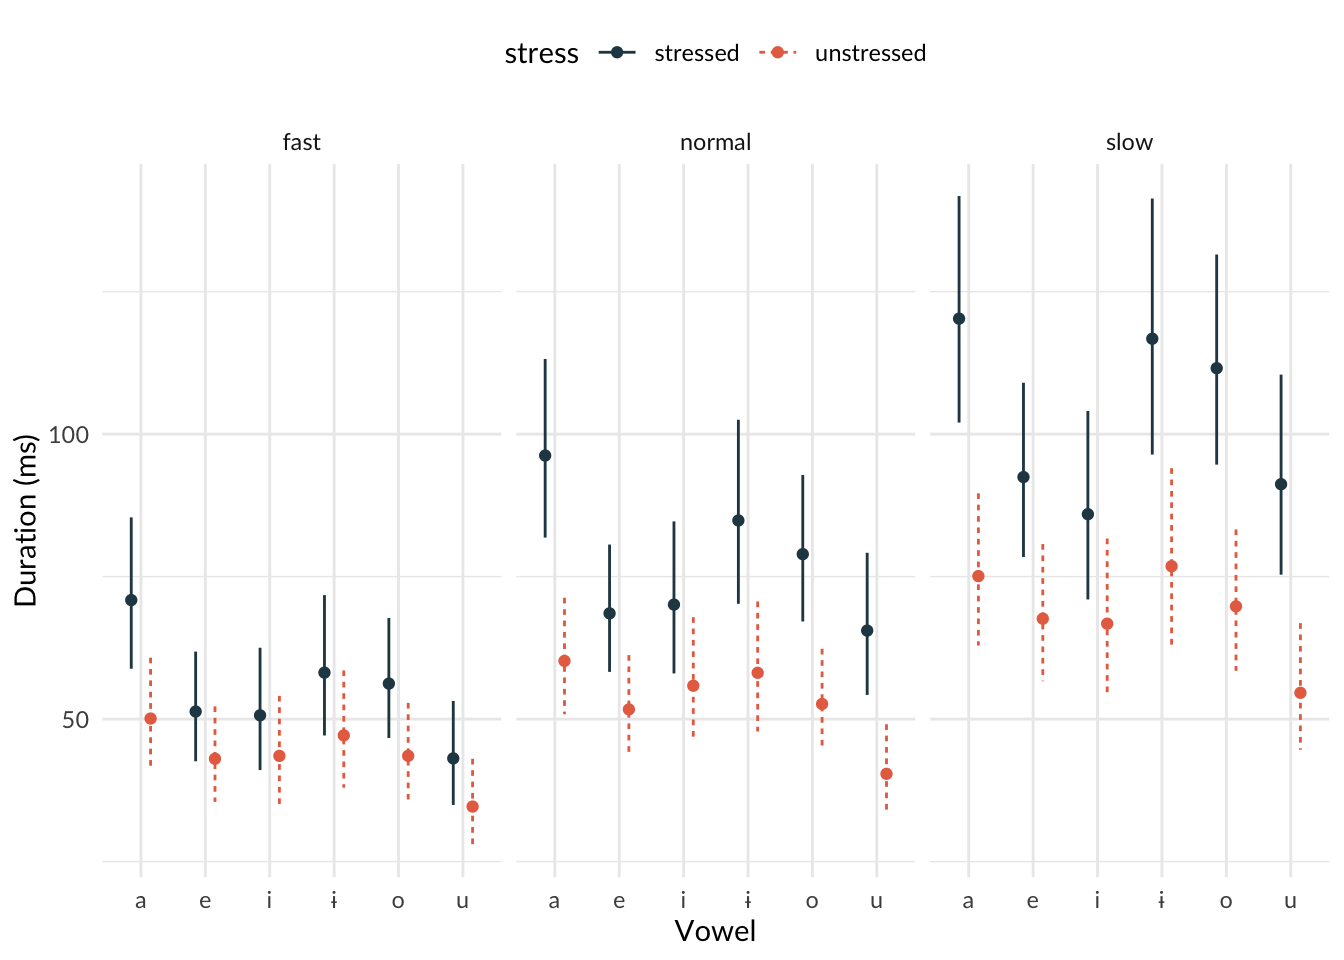 stress stressed unstressed
fast normal slow
Duration (ms)
100
50
a e i ɨ o u a e i ɨ o u a e i ɨ o u
Vowel